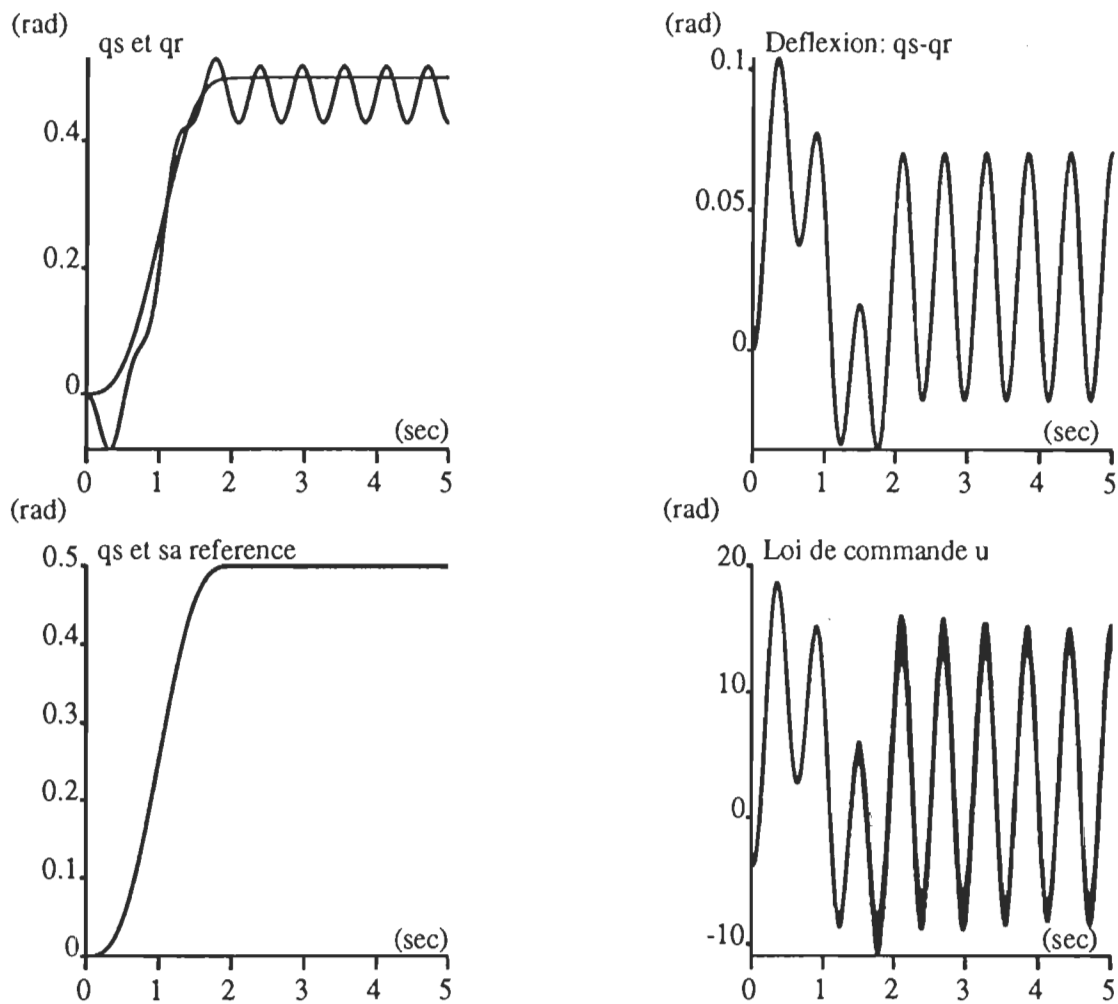 (rad)
qs et qr
0.4
0.2
0
(sec)
0 1 2 3 4 5
(rad)
Deflexion: qs-qr
0.1
0.05
0
(sec)
0 1 2 3 4 5
(rad)
qs et sa reference
0.5
0.4
0.3
0.2
0.1
0
(sec)
0 1 2 3 4 5
(rad)
Loi de commande u
20
10
0
-10
(sec)
0 1 2 3 4 5